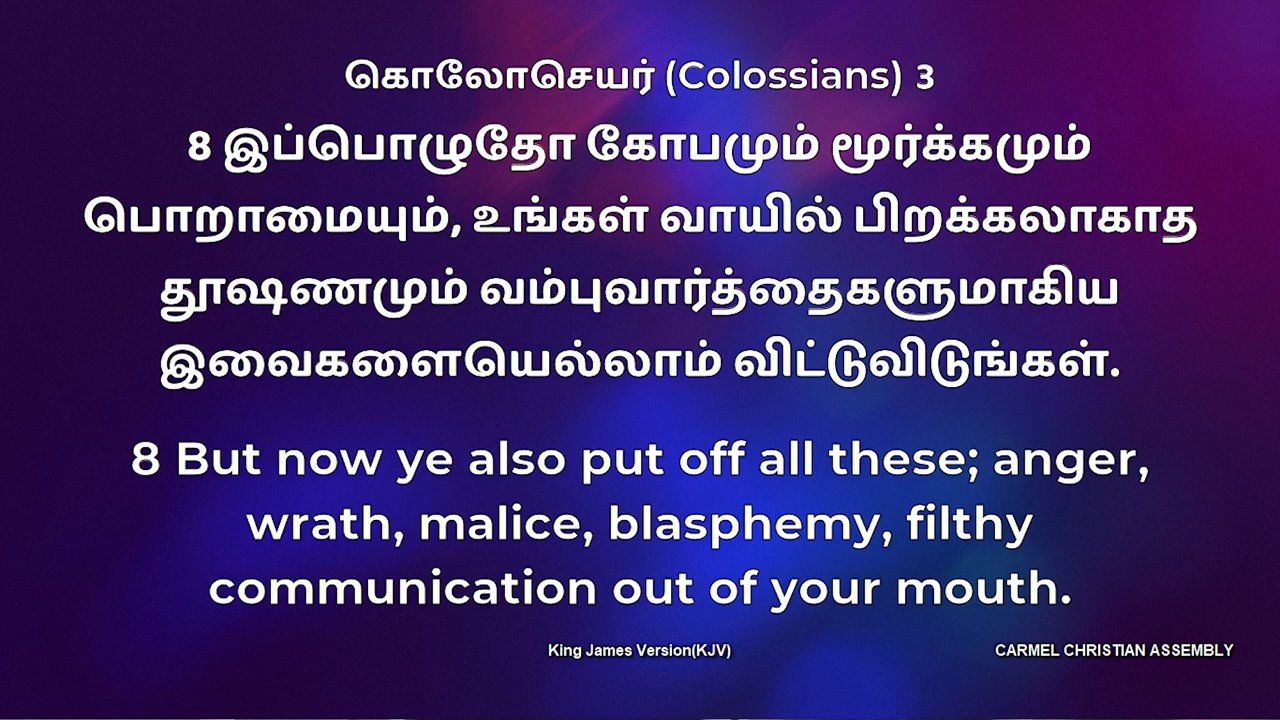 கொலோசெயர் (Colossians) 3
8 இப்பொழுதோ கோபமும் மூர்க்கமும்
பொறாமையும், உங்கள் வாயில் பிறக்கலாகாத
தூஷணமும் வம்புவார்த்தைகளுமாகிய
இவைகளையெல்லாம் விட்டுவிடுங்கள்.
8 But now ye also put off all these; anger,
wrath, malice, blasphemy, filthy
communication out of your mouth.
King James Version(KJV)
CARMEL CHRISTIAN ASSEMBLY